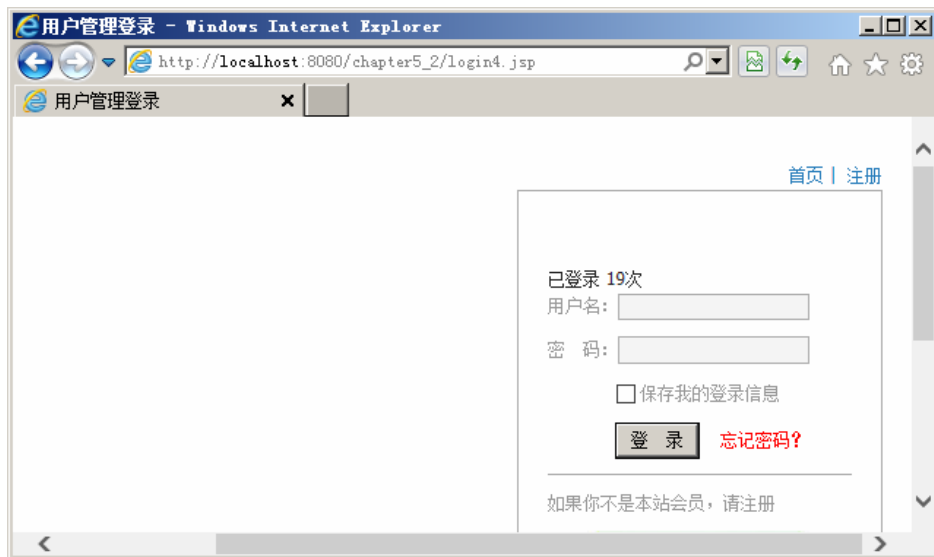 用户管理登录 - Windows Internet Explorer
http://localhost:8080/chapter5_2/login4.jsp
用户管理登录
首页 | 注册
已登录 19次
用户名：
密 码：
保存我的登录信息
登 录 忘记密码?
如果你不是本站会员，请注册